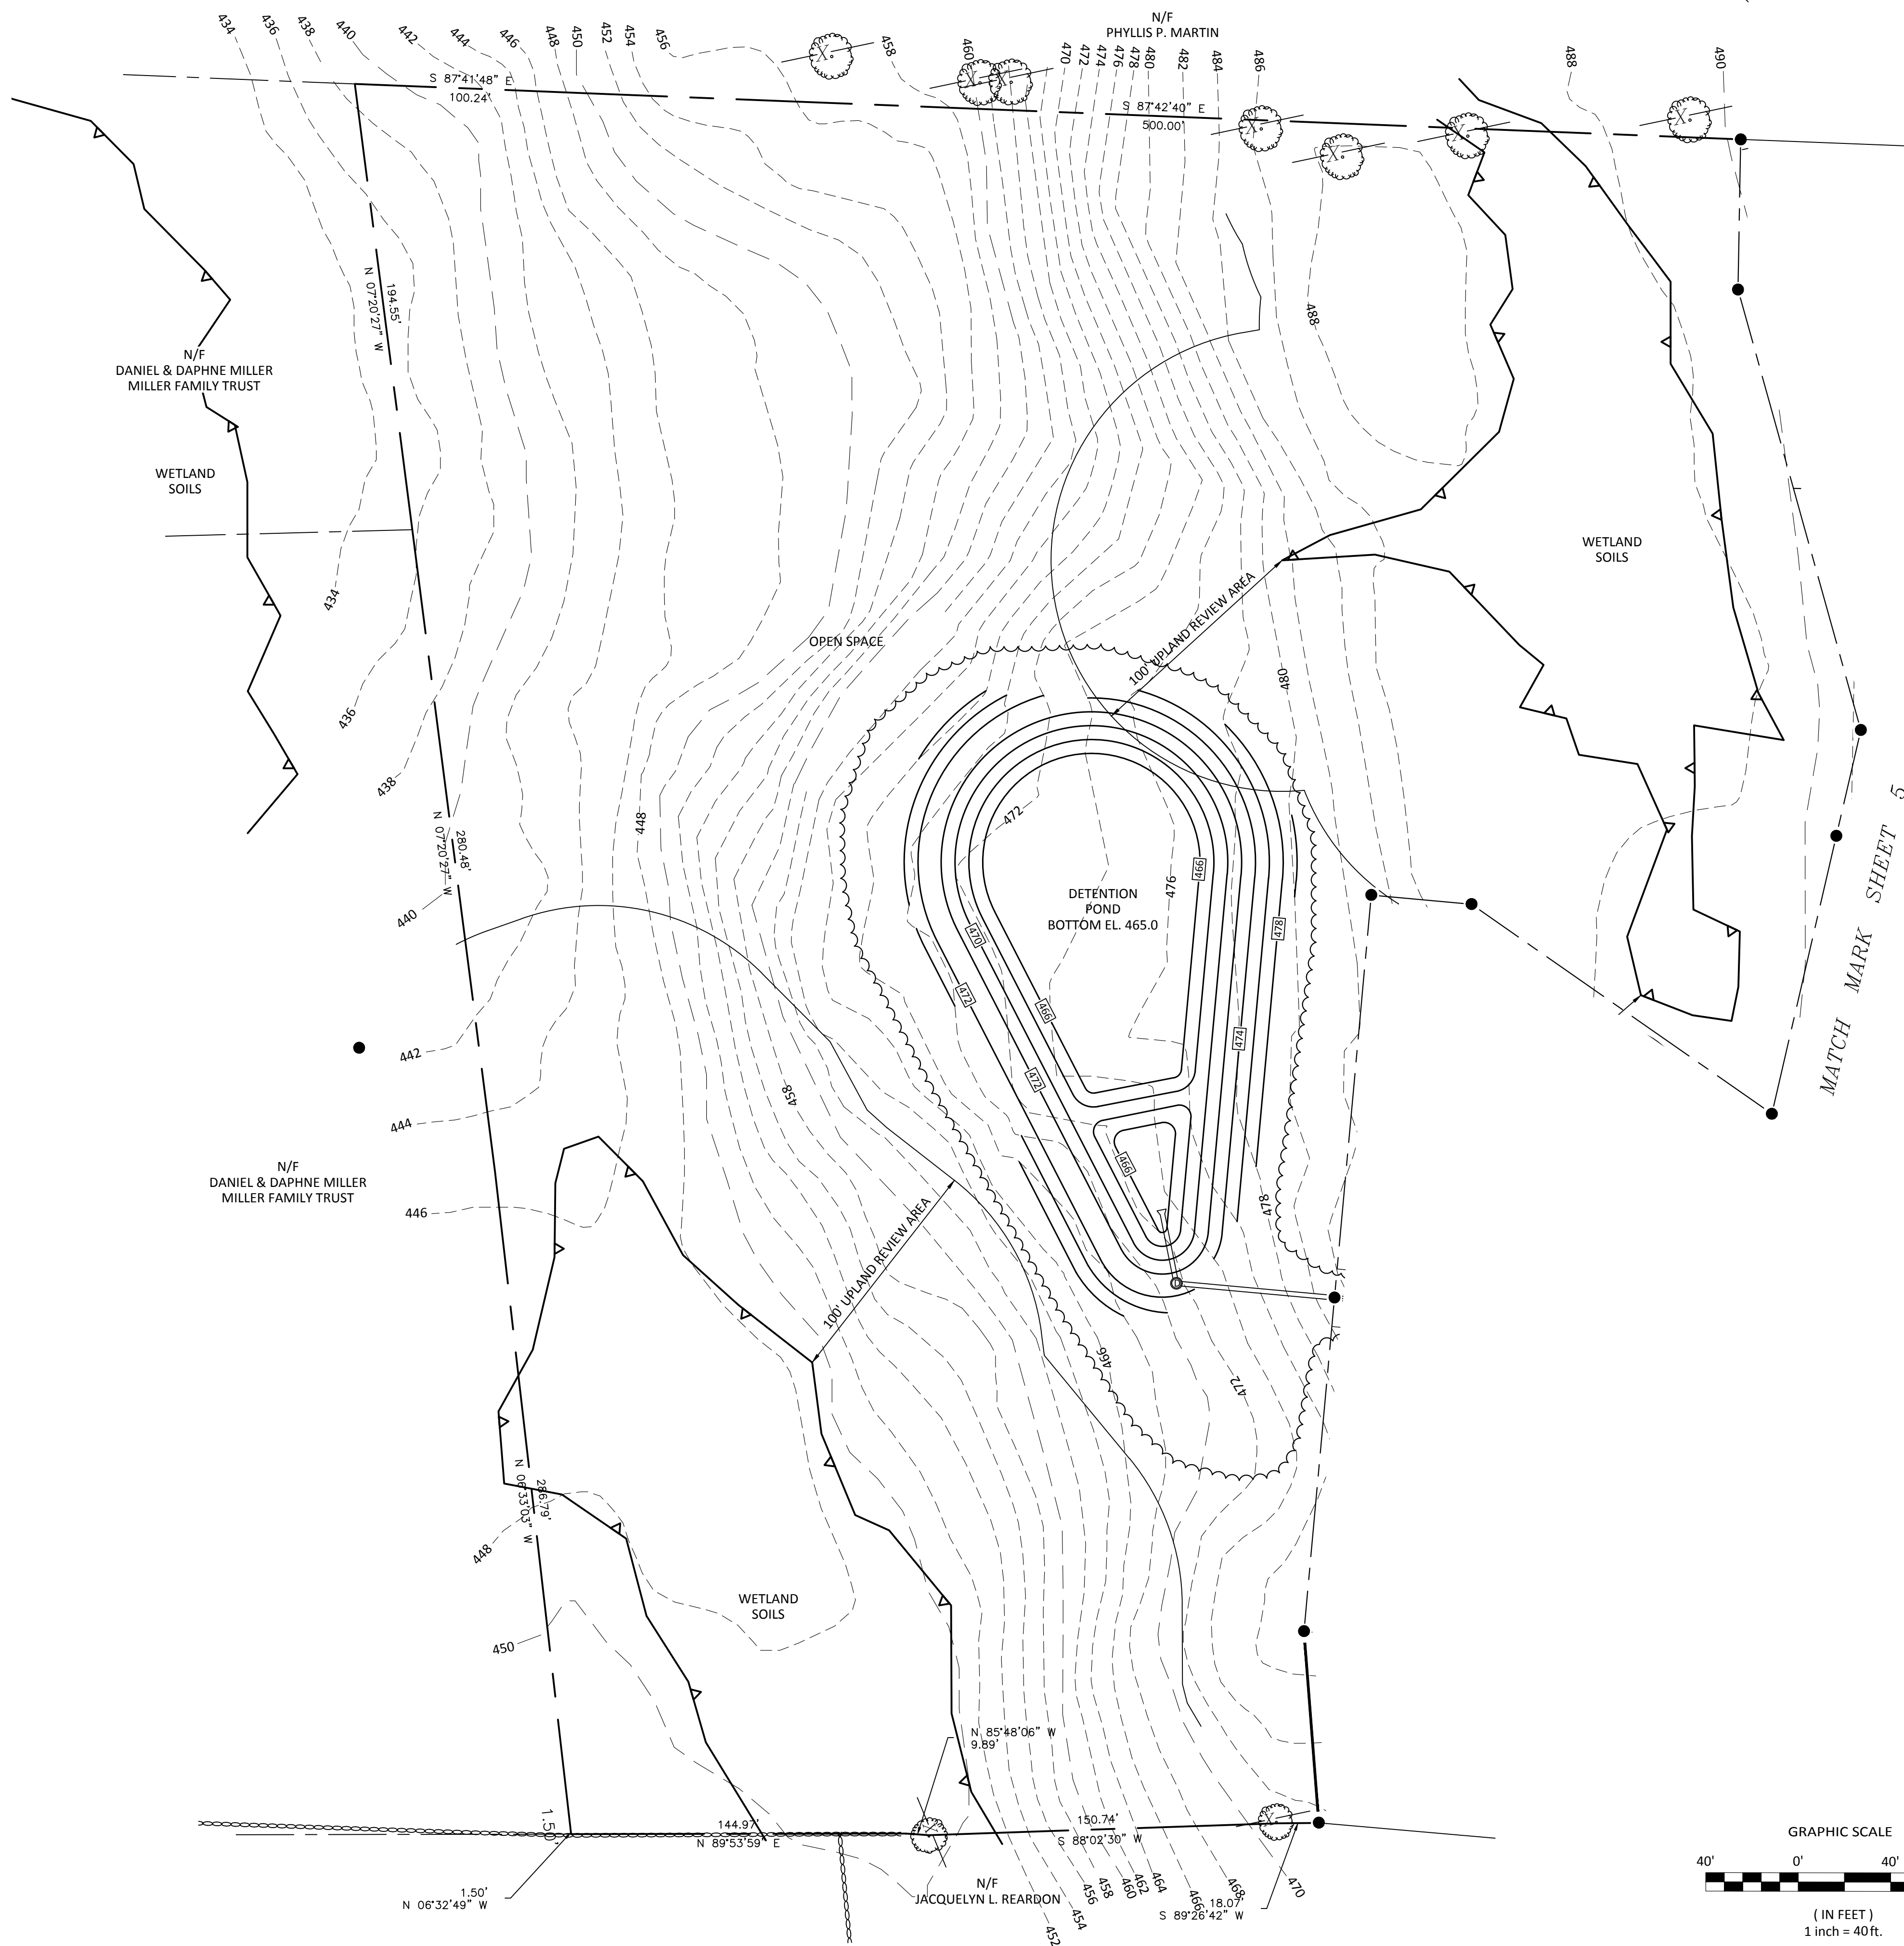 N/F
PHYLLIS P. MARTIN
434
436
438
440
442
444
446
448
450
452
454
456
458
460
470
472
474
476
478
480
482
484
486
488
490
S 87°41'48" E
100.24'
S 87°42'40" E
500.00'
194.55'
N 07°20'27" W
488
N/F
DANIEL & DAPHNE MILLER
MILLER FAMILY TRUST
WETLAND
SOILS
WETLAND
SOILS
434
OPEN SPACE
100' UPLAND REVIEW AREA
480
436
438
448
472
280.48'
N 07°20'27" W
466
476
DETENTION
POND
BOTTOM EL. 465.0
440
470
478
472
466
474
MATCH MARK SHEET 5
442
444
458
472
466
N/F
DANIEL & DAPHNE MILLER
MILLER FAMILY TRUST
446
478
100' UPLAND REVIEW AREA
466
472
286.79'
N 06°33'03" W
448
WETLAND
SOILS
450
N 85°48'06" W
9.89'
1.50'
144.97'
N 89°53'59" E
150.74'
S 88°02'30" W
1.50'
N 06°32'49" W
N/F
JACQUELYN L. REARDON
452
454
456
458
460
462
464
466
468
470
18.07'
S 89°26'42" W
GRAPHIC SCALE
40' 0' 40'
( IN FEET )
1 inch = 40 ft.